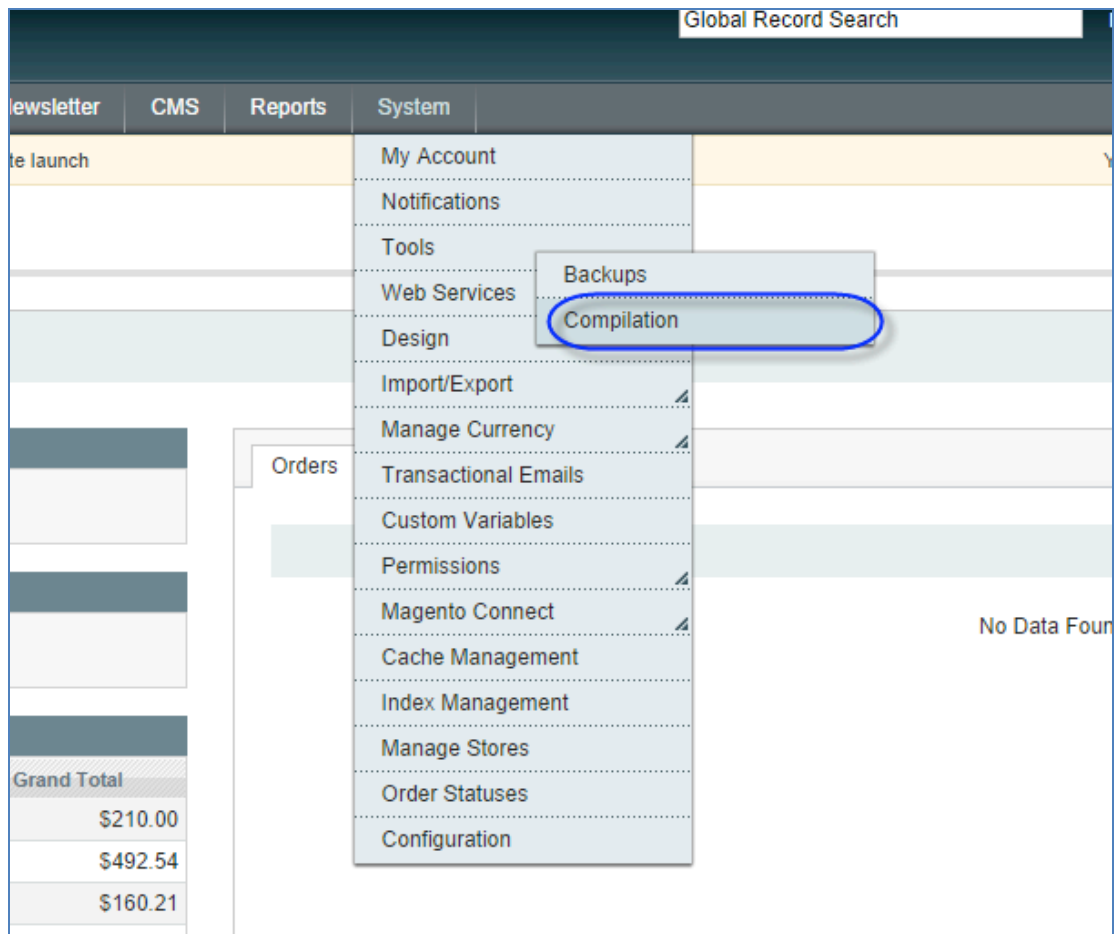 Global Record Search
Newsletter CMS Reports System
te launch
My Account
Notifications
Tools
Backups
Web Services
Compilation
Design
Import/Export
Manage Currency
Orders
Transactional Emails
Custom Variables
Permissions
Magento Connect
No Data Foun
Cache Management
Index Management
Manage Stores
Grand Total
Order Statuses
$210.00
Configuration
$492.54
$160.21